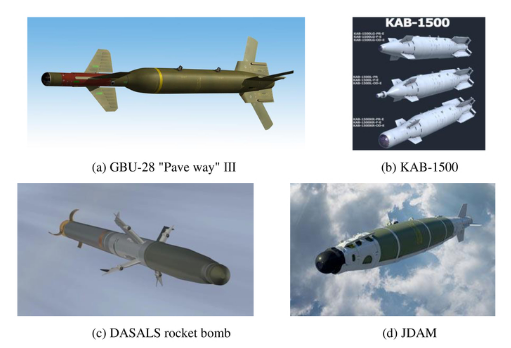 KAB-1500
(a) GBU-28 "Pave way" III
(b) KAB-1500
(c) DASALS rocket bomb
(d) JDAM